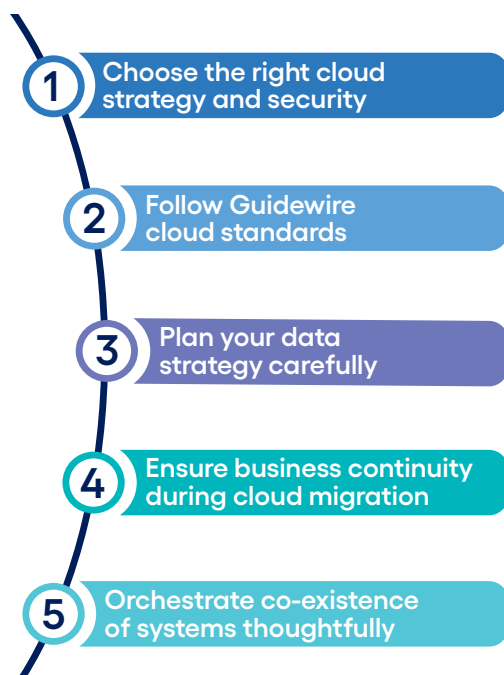 1
Choose the right cloud
strategy and security
2
Follow Guidewire
cloud standards
3
Plan your data
strategy carefully
4
Ensure business continuity
during cloud migration
5
Orchestrate co-existence
of systems thoughtfully